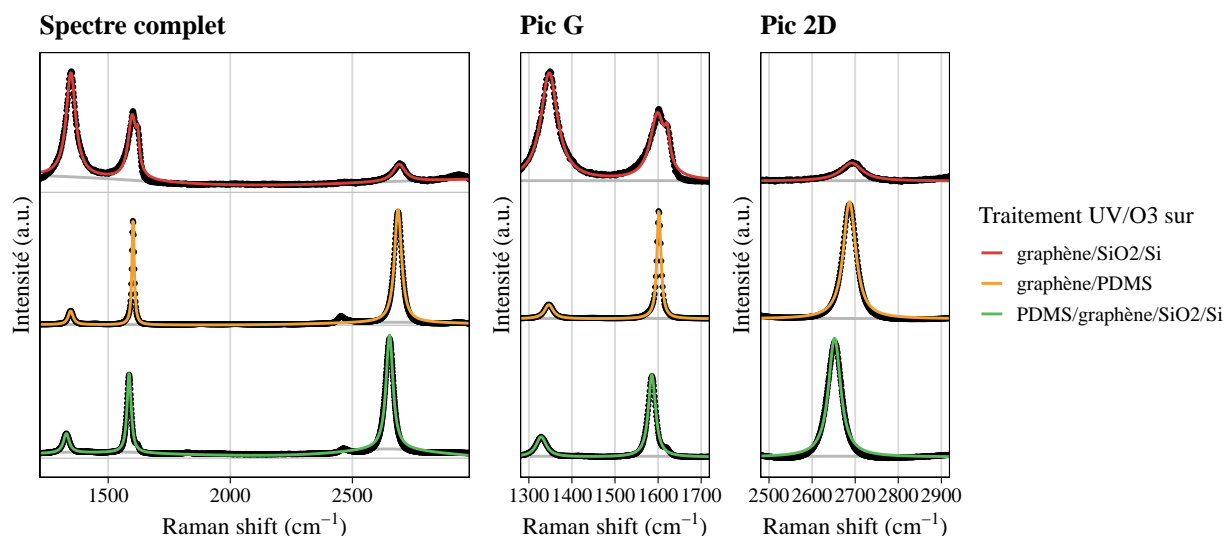 Spectre complet
Pic G
Pic 2D
Intensité (a.u.)
1500 2000 2500
Raman shift (cm−1)
Intensité (a.u.)
1300 1400 1500 1600 1700
Raman shift (cm−1)
Intensité (a.u.)
2500 2600 2700 2800 2900
Raman shift (cm−1)
Traitement UV/O3 sur
graphène/SiO2/Si
graphène/PDMS
PDMS/graphène/SiO2/Si